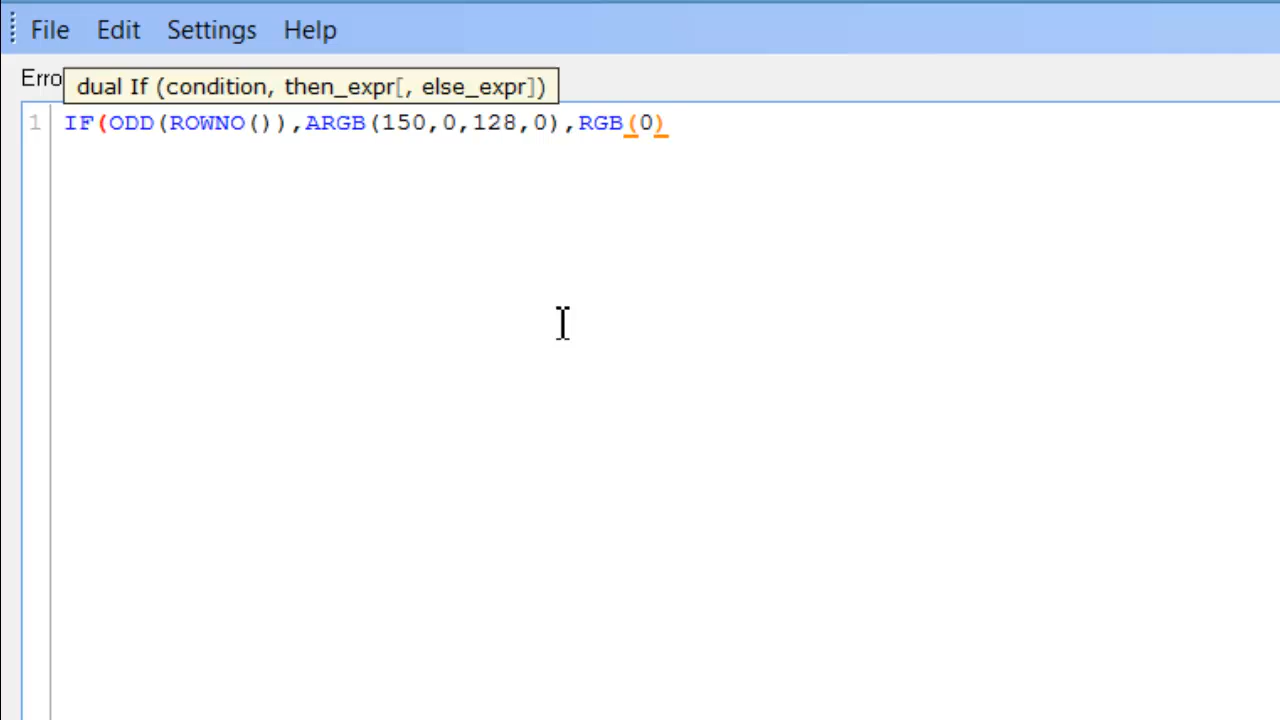 File Edit Settings Help
Erro
dual If (condition, then_expr[, else_expr])
1 IF(ODD(ROWNO()),ARGB(150,0,128,0),RGB(0)